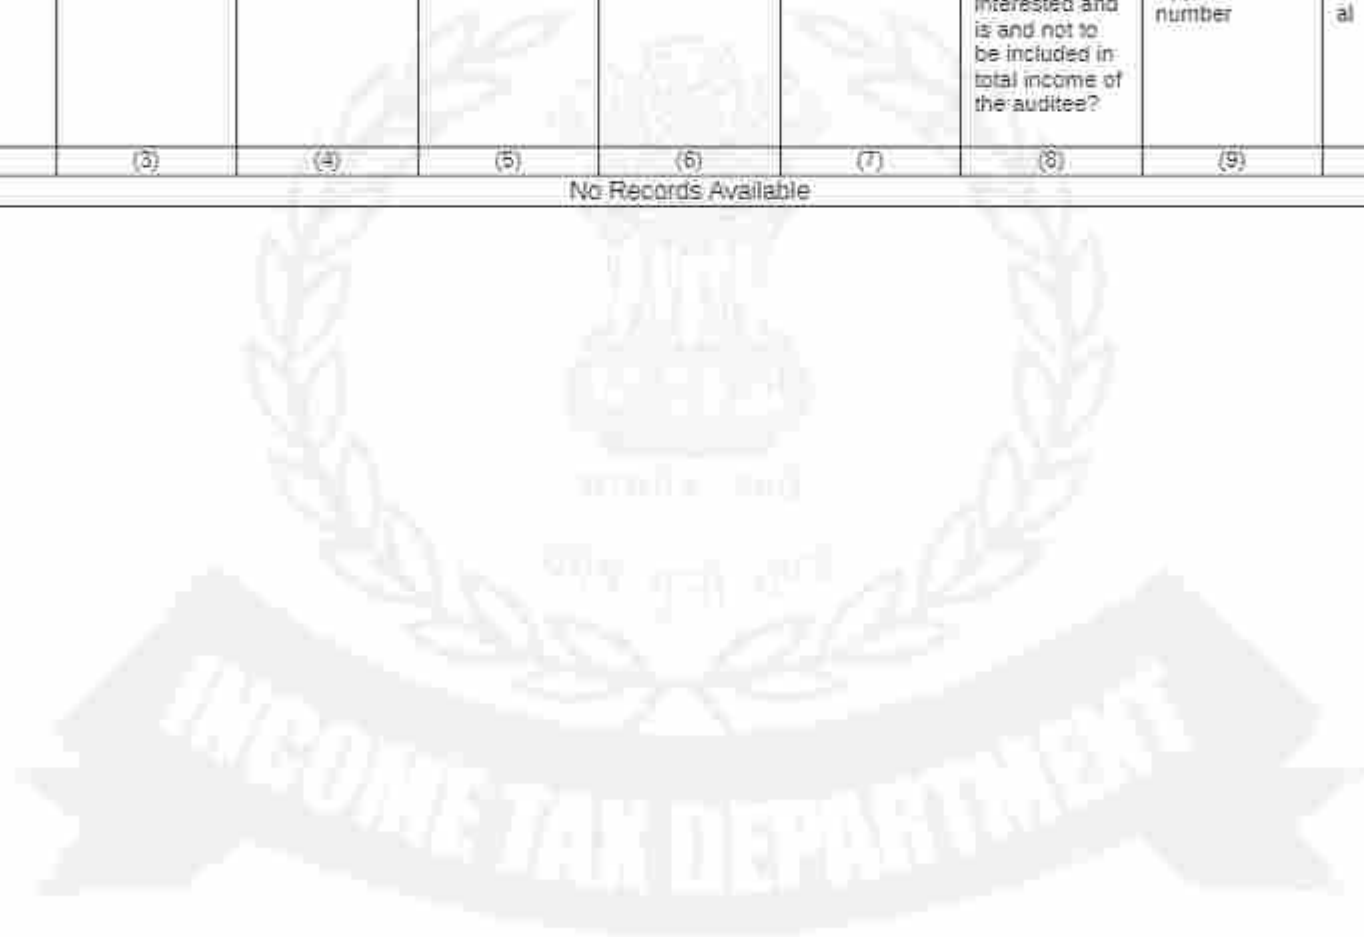 interested and
is and not to
be included in
total income of
the auditee?
number
al
(3) (4) (5) (6) (7) (8) (9)
No Records Available
INCOME TAX DEPARTMENT